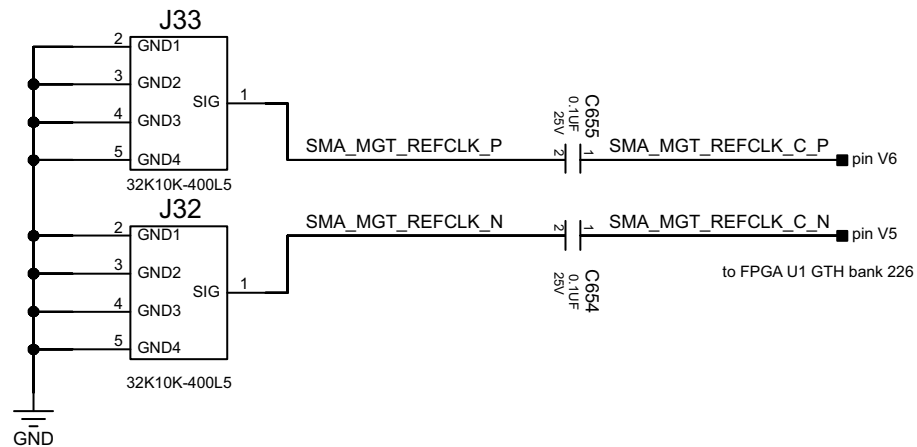 J33
2 GND1
3 GND2
SIG 1
4 GND3
5 GND4
32K10K-400L5
SMA_MGT_REFCLK_P
C655
0.1UF
25V
2 1
SMA_MGT_REFCLK_C_P
pin V6
J32
2 GND1
3 GND2
SIG 1
4 GND3
5 GND4
32K10K-400L5
SMA_MGT_REFCLK_N
2 1
C654
0.1UF
25V
SMA_MGT_REFCLK_C_N
pin V5
to FPGA U1 GTH bank 226
GND